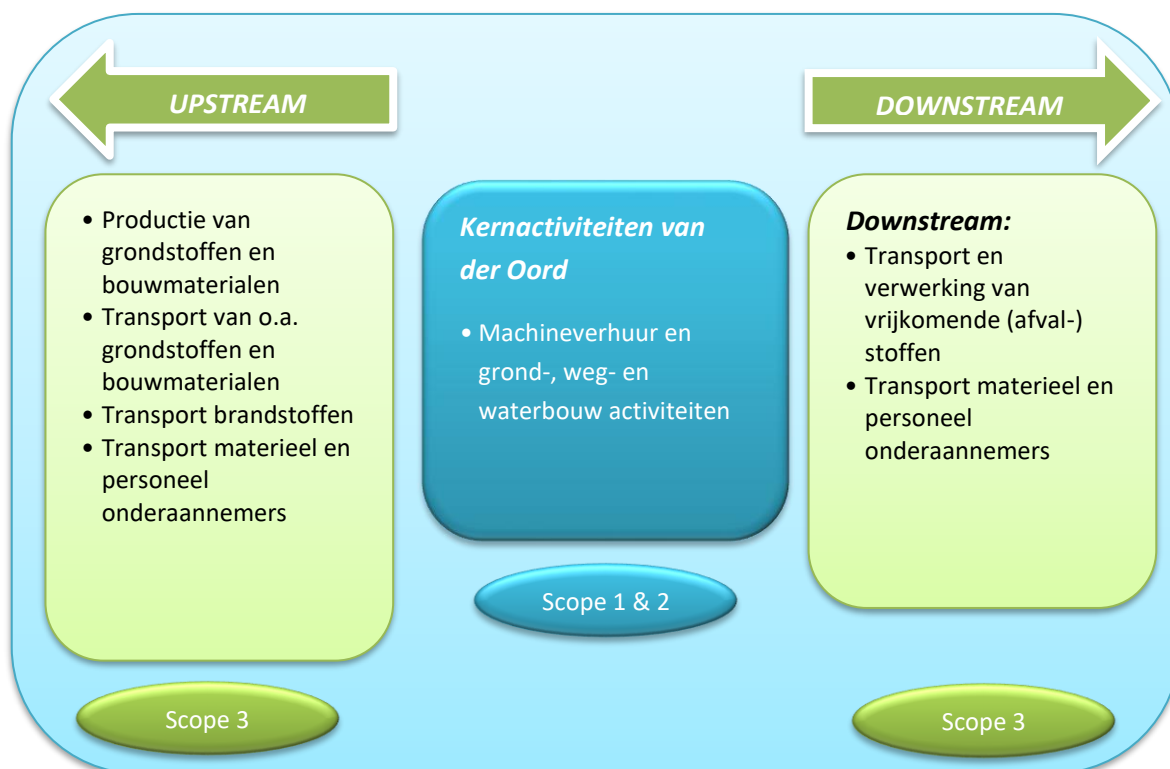 UPSTREAM
DOWNSTREAM
• Productie van
grondstoffen en
bouwmaterialen
• Transport van o.a.
grondstoffen en
bouwmaterialen
• Transport brandstoffen
• Transport materieel en
personeel
onderaannemers
Scope 3
Kernactiviteiten van
der Oord
• Machineverhuur en
grond-, weg- en
waterbouw activiteiten
Scope 1 & 2
Downstream:
• Transport en
verwerking van
vrijkomende (afval-)
stoffen
• Transport materieel en
personeel
onderaannemers
Scope 3